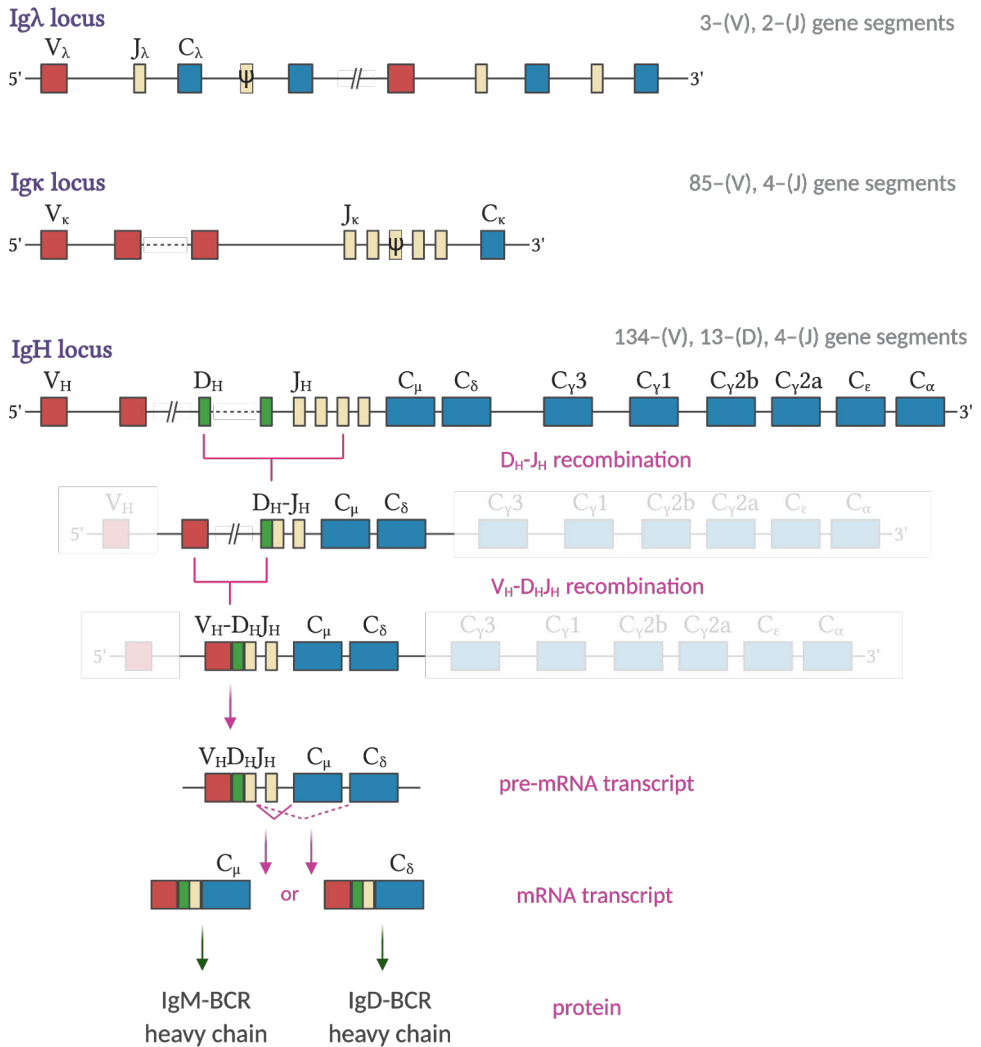 Igλ locus
3–(V), 2–(J) gene segments
Vλ Jλ Cλ
5' ψ 3'
Igκ locus
85–(V), 4–(J) gene segments
Vκ Jκ Cκ
5' ψ 3'
IgH locus
134–(V), 13–(D), 4–(J) gene segments
VH DH JH Cμ Cδ Cγ3 Cγ1 Cγ2b Cγ2a Cε Cα
5' 3'
DH-JH recombination
VH DH-JH Cμ Cδ Cγ3 Cγ1 Cγ2b Cγ2a Cε Cα
5' 3'
VH-DHJH recombination
VH-DHJH Cμ Cδ Cγ3 Cγ1 Cγ2b Cγ2a Cε Cα
5' 3'
VHDHJH Cμ Cδ
pre-mRNA transcript
Cμ Cδ
or mRNA transcript
IgM-BCR IgD-BCR
protein
heavy chain heavy chain